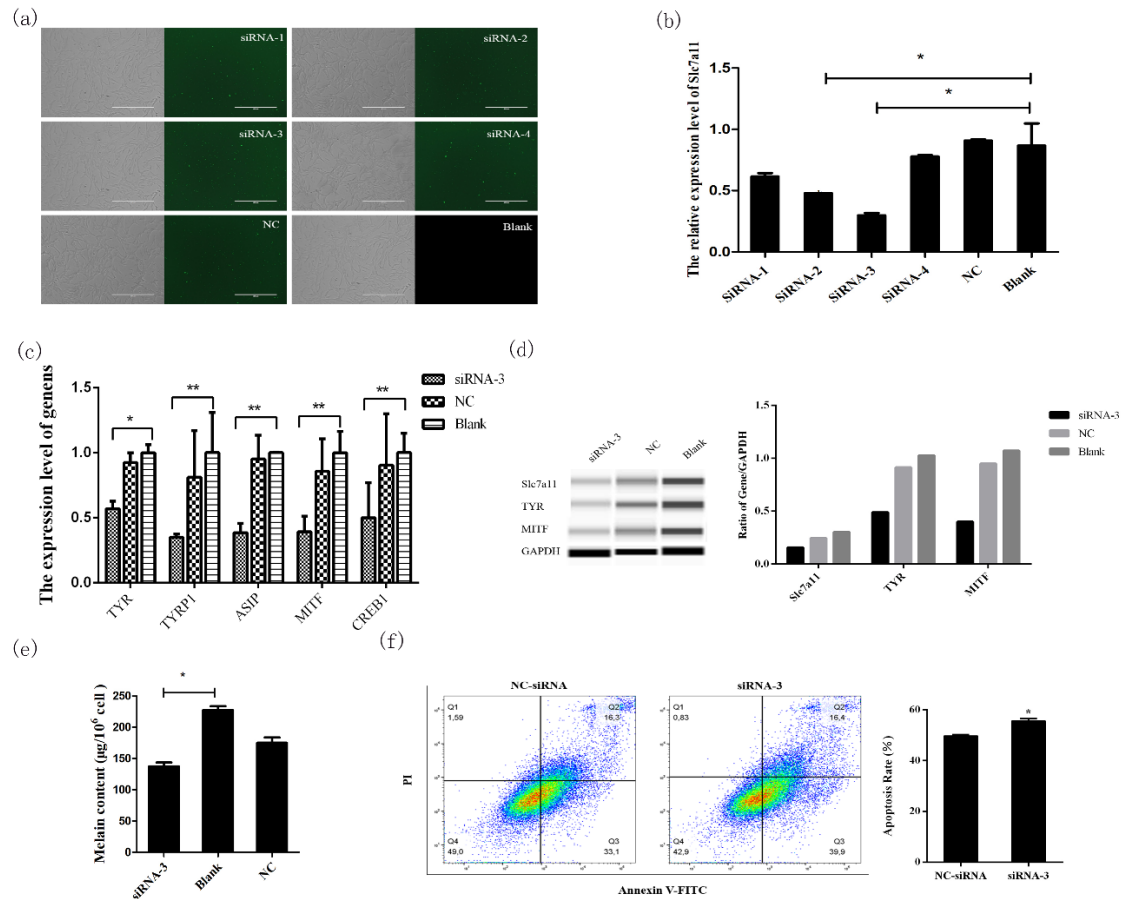 (a)
siRNA-1
siRNA-2
siRNA-3
siRNA-4
NC
Blank
(b)
The relative expression level of Slc7a11
1.5
1.0
0.5
0.0
*
*
SiRNA-1
SiRNA-2
SiRNA-3
SiRNA-4
NC
Blank
(c)
The expression level of genens
1.5
1.0
0.5
0.0
*
**
**
**
**
siRNA-3
NC
Blank
TYR
TYRP1
ASIP
MITF
CREB1
(d)
siRNA-3
NC
Blank
Slc7a11
TYR
MITF
GAPDH
Ratio of Gene/GAPDH
1.5
1.0
0.5
0.0
Slc7a11
TYR
MITF
siRNA-3
NC
Blank
(e)
Melain content (μg/10⁶ cell )
250
200
150
100
50
0
*
siRNA-3
Blank
NC
(f)
NC-siRNA
Q1
1,59
Q2
16,3
Q4
49,0
Q3
33,1
siRNA-3
Q1
0,83
Q2
16,4
Q4
42,9
Q3
39,9
PI
Annexin V-FITC
Apoptosis Rate (%)
60
40
20
0
*
NC-siRNA
siRNA-3